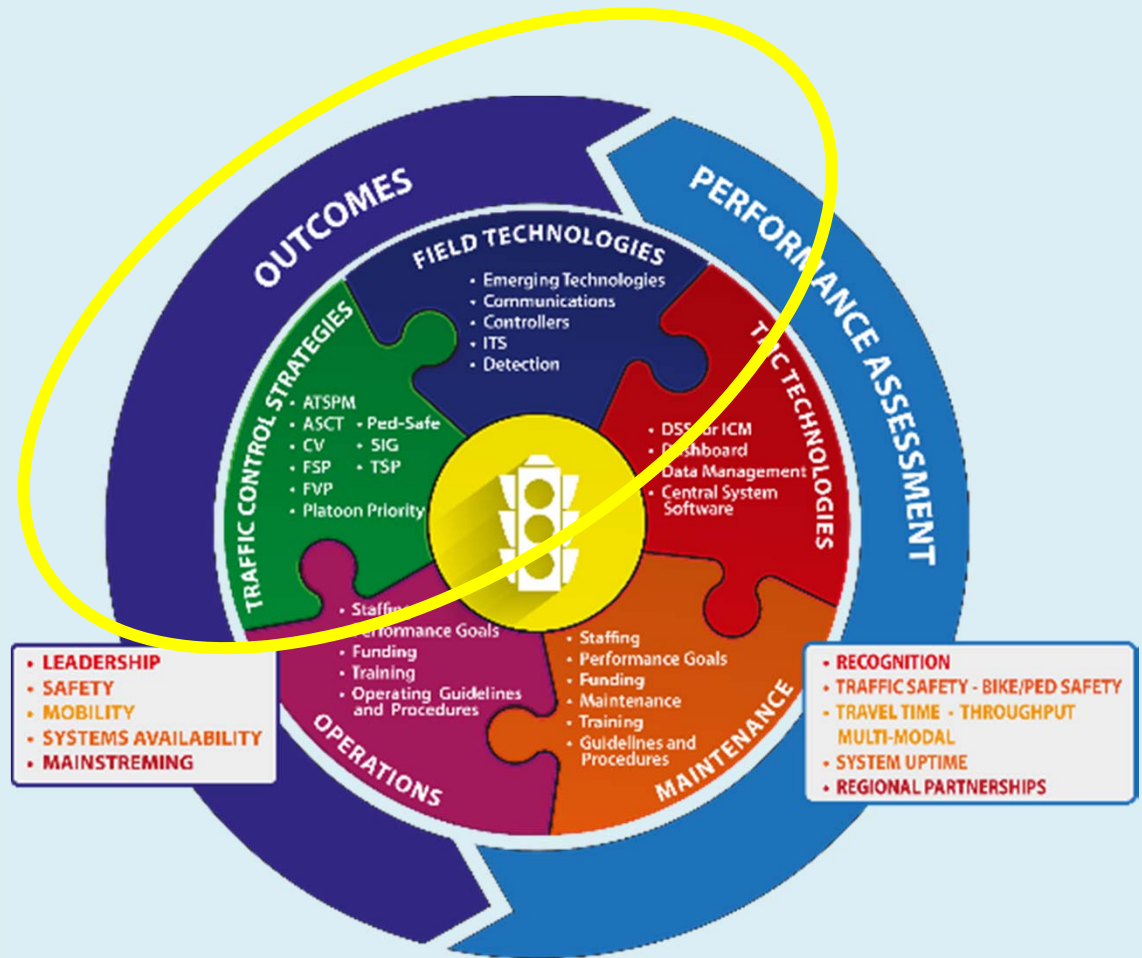 OUTCOMES
PERFORMANCE ASSESSMENT
FIELD TECHNOLOGIES
• Emerging Technologies
• Communications
• Controllers
• ITS
• Detection
TRAFFIC CONTROL STRATEGIES
• ATSPM
• ASCT • Ped-Safe
• CV • SIG
• FSP • TSP
• FVP
• Platoon Priority
TMC TECHNOLOGIES
• DSS for ICM
• Dashboard
• Data Management
• Central System
Software
• Staffing
• Performance Goals
• Funding
• Training
• Operating Guidelines
and Procedures
OPERATIONS
• Staffing
• Performance Goals
• Funding
• Maintenance
• Training
• Guidelines and
Procedures
MAINTENANCE
• LEADERSHIP
• SAFETY
• MOBILITY
• SYSTEMS AVAILABILITY
• MAINSTREMING
• RECOGNITION
• TRAFFIC SAFETY - BIKE/PED SAFETY
• TRAVEL TIME - THROUGHPUT
MULTI-MODAL
• SYSTEM UPTIME
• REGIONAL PARTNERSHIPS